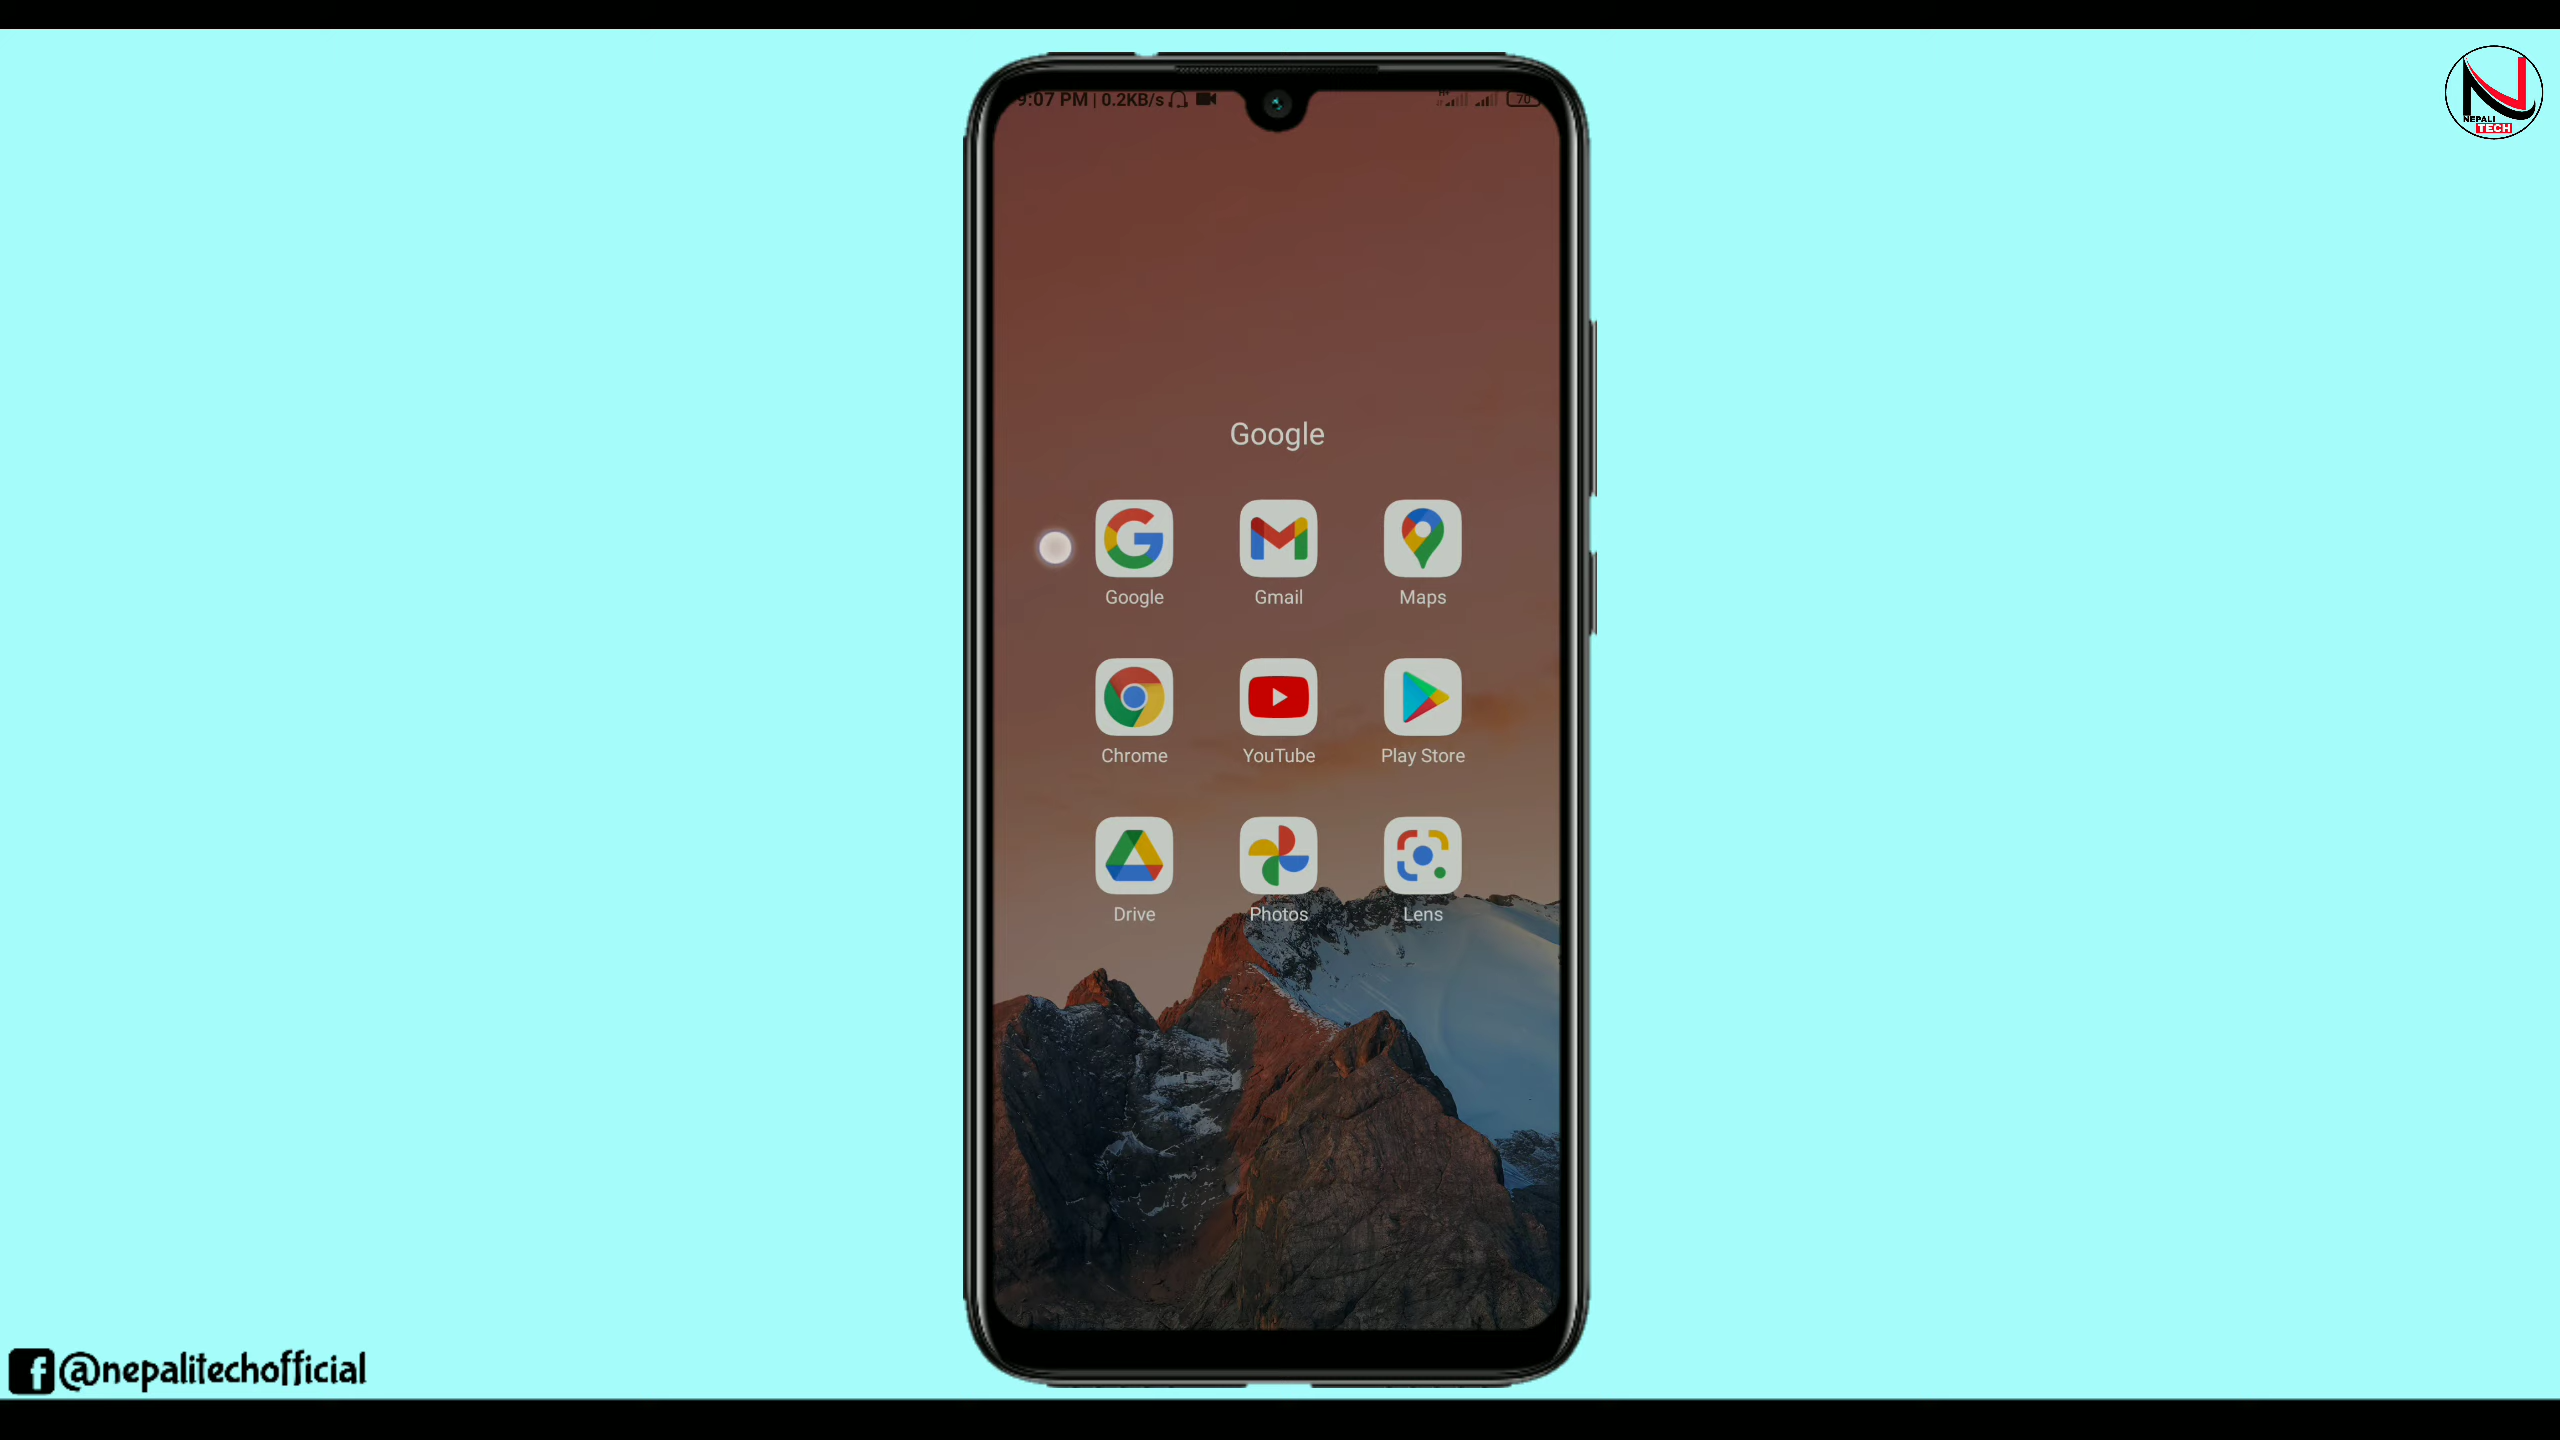 NEPALI
TECH
9:07 PM | 0.2KB/s
H+
70
Google
Google Gmail Maps
Chrome YouTube Play Store
Drive Photos Lens
@nepalitechofficial